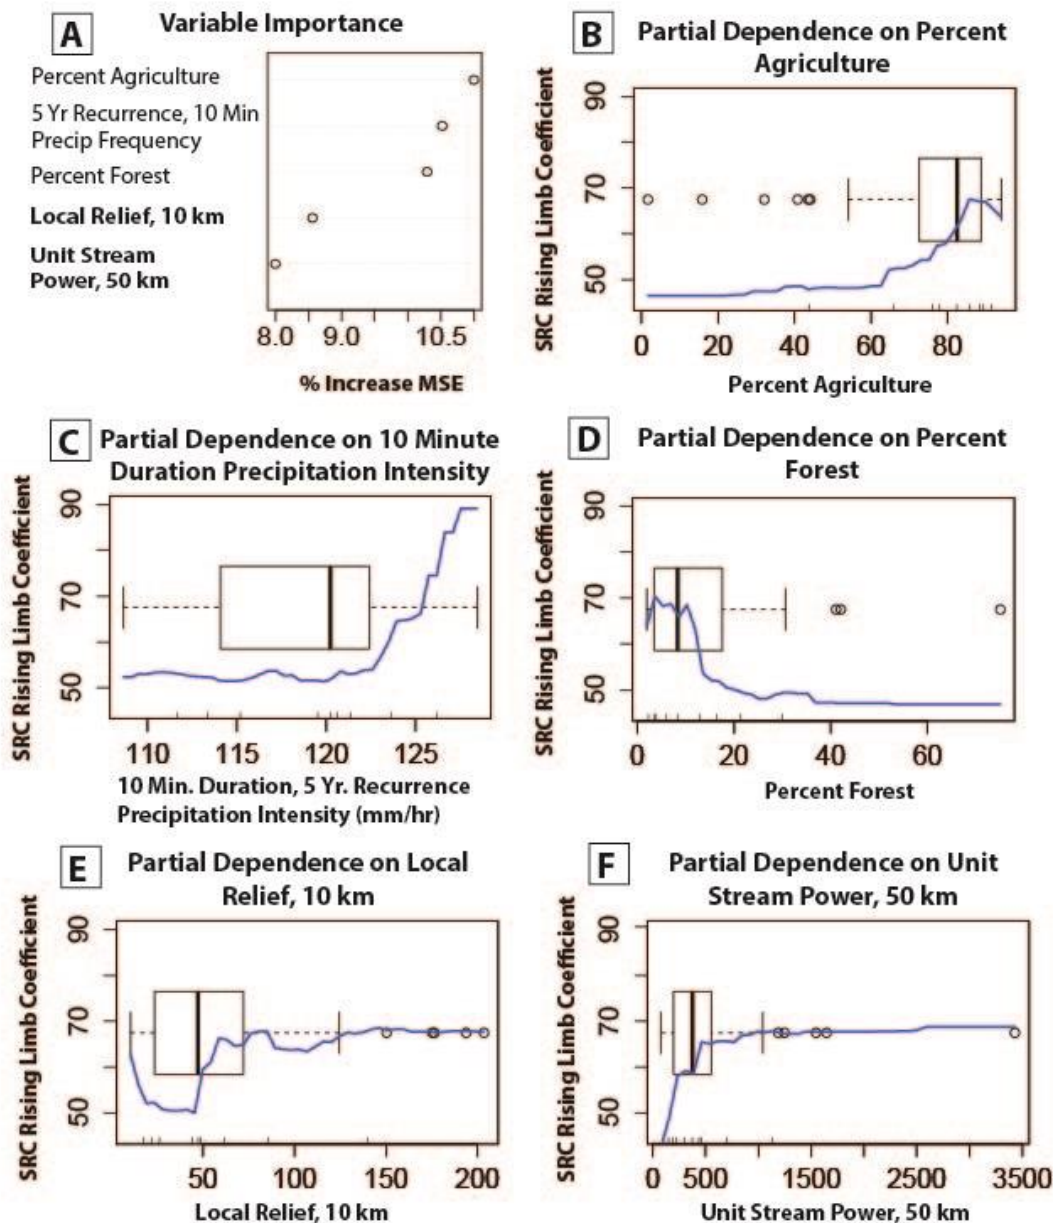 A
Variable Importance
Percent Agriculture
5 Yr Recurrence, 10 Min
Precip Frequency
Percent Forest
Local Relief, 10 km
Unit Stream
Power, 50 km
8.0 9.0 10.5
% Increase MSE
B
Partial Dependence on Percent
Agriculture
SRC Rising Limb Coefficient
90
70
50
0 20 40 60 80
Percent Agriculture
C
Partial Dependence on 10 Minute
Duration Precipitation Intensity
SRC Rising Limb Coefficient
90
70
50
110 115 120 125
10 Min. Duration, 5 Yr. Recurrence
Precipitation Intensity (mm/hr)
D
Partial Dependence on Percent
Forest
SRC Rising Limb Coefficient
90
70
50
0 20 40 60
Percent Forest
E
Partial Dependence on Local
Relief, 10 km
SRC Rising Limb Coefficient
90
70
50
50 100 150 200
Local Relief, 10 km
F
Partial Dependence on Unit
Stream Power, 50 km
SRC Rising Limb Coefficient
90
70
50
0 500 1500 2500 3500
Unit Stream Power, 50 km